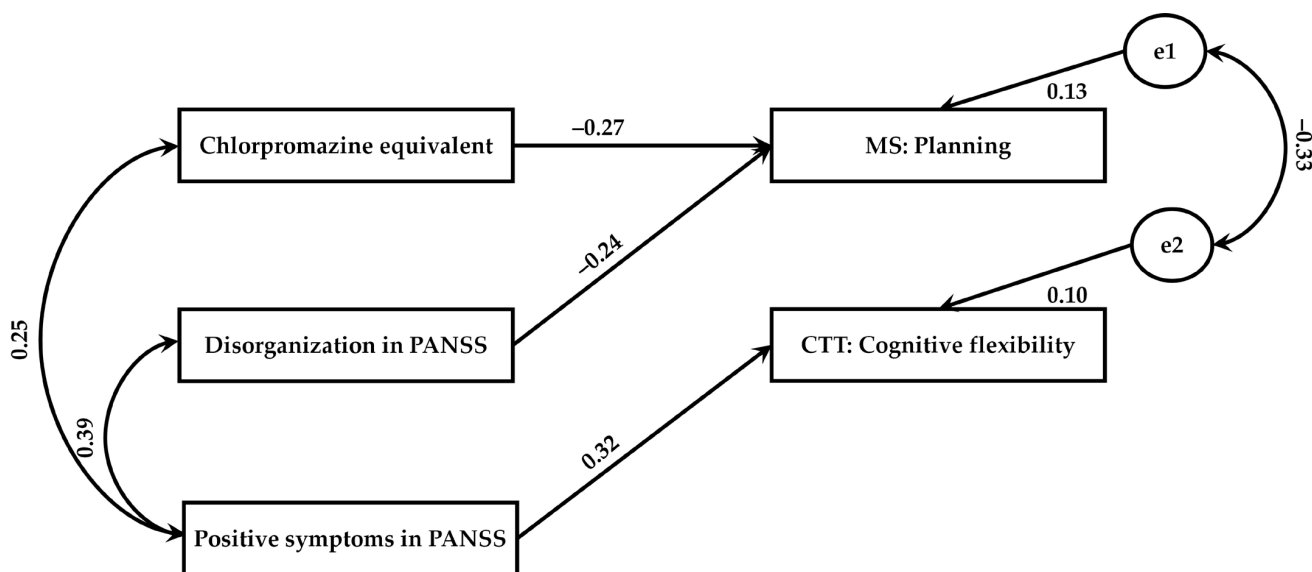 e1
0.13
Chlorpromazine equivalent
–0.27
MS: Planning
–0.33
–0.24
e2
0.10
0.25
Disorganization in PANSS
CTT: Cognitive flexibility
0.39
0.32
Positive symptoms in PANSS